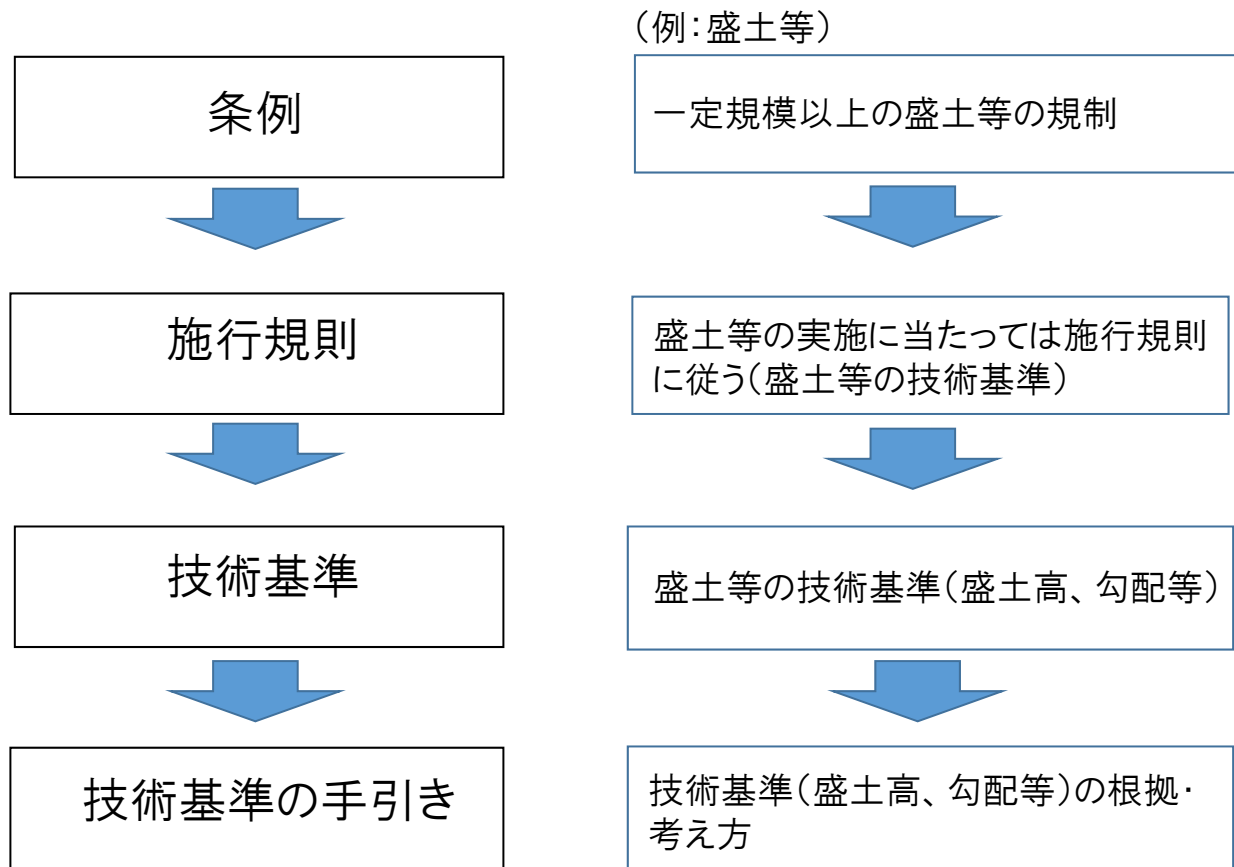 (例:盛土等)
条例
一定規模以上の盛土等の規制
施行規則
盛土等の実施に当たっては施行規則
に従う(盛土等の技術基準)
技術基準
盛土等の技術基準(盛土高、勾配等)
技術基準の手引き
技術基準(盛土高、勾配等)の根拠・
考え方